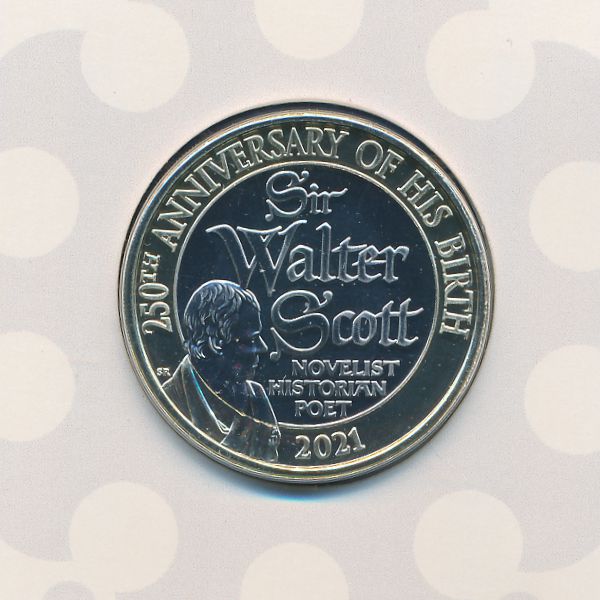 250TH ANNIVERSARY OF HIS BIRTH
Sir
Walter
Scott
NOVELIST
HISTORIAN
POET
SR
2021